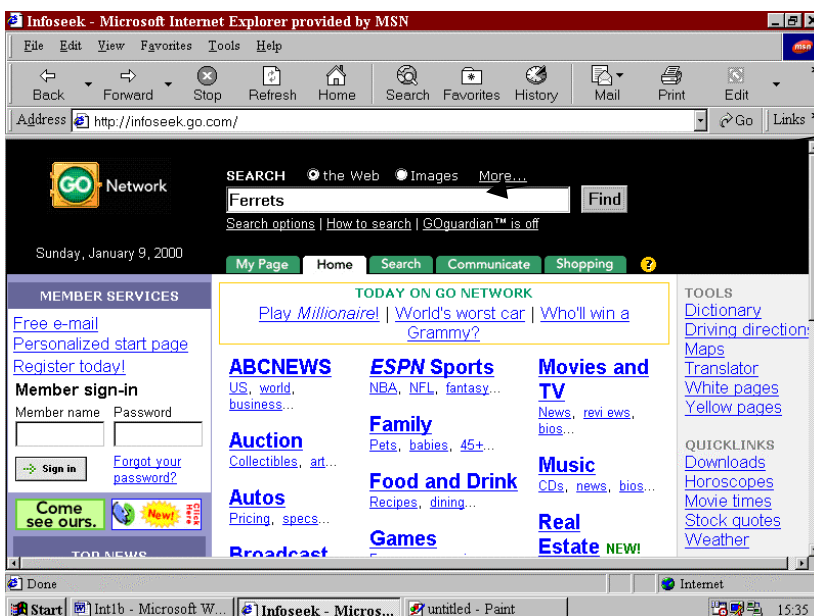 Infoseek - Microsoft Internet Explorer provided by MSN
File Edit View Favorites Tools Help
msn
Back Forward Stop Refresh Home Search Favorites History Mail Print Edit
Address http://infoseek.go.com/ Go Links
GO Network
SEARCH the Web Images More...
Ferrets Find
Search options | How to search | GOguardian™ is off
Sunday, January 9, 2000
My Page Home Search Communicate Shopping ?
MEMBER SERVICES
Free e-mail
Personalized start page
Register today!
Member sign-in
Member name Password
Sign in Forgot your
password?
Come
see ours. New! Click Here
TOP NEWS
TODAY ON GO NETWORK
Play Millionaire! | World's worst car | Who'll win a
Grammy?
ABCNEWS
US, world,
business...
Auction
Collectibles, art...
Autos
Pricing, specs...
Broadcast
ESPN Sports
NBA, NFL, fantasy...
Family
Pets, babies, 45+...
Food and Drink
Recipes, dining...
Games
Movies and
TV
News, revi ews,
bios...
Music
CDs, news, bios...
Real
Estate NEW!
TOOLS
Dictionary
Driving directions
Maps
Translator
White pages
Yellow pages
QUICKLINKS
Downloads
Horoscopes
Movie times
Stock quotes
Weather
Done Internet
Start Int1b - Microsoft W... Infoseek - Micros... untitled - Paint 15:35